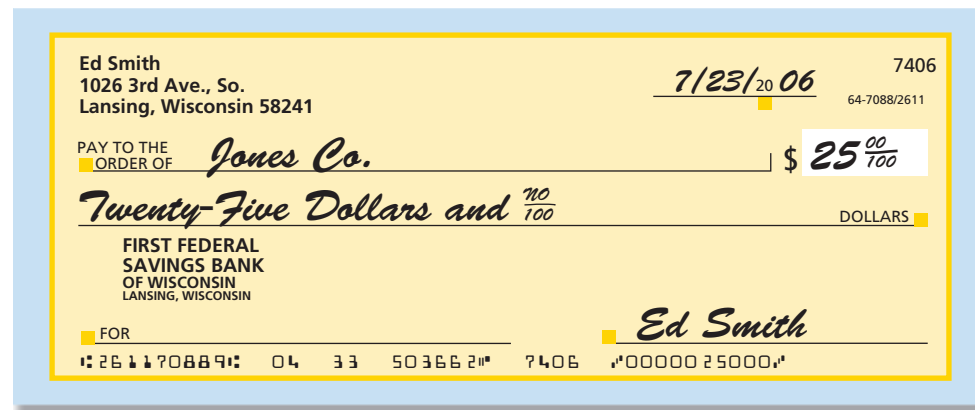 Ed Smith 7406
1026 3rd Ave., So. 7/23/20 06
Lansing, Wisconsin 58241 64-7088/2611
PAY TO THE
ORDER OF Jones Co. $ 25 00/100
Twenty-Five Dollars and no/100 DOLLARS
FIRST FEDERAL
SAVINGS BANK
OF WISCONSIN
LANSING, WISCONSIN
FOR Ed Smith
⑆261170889⑆ 04 33 503662⑈ 7406 ⑇0000025000⑇